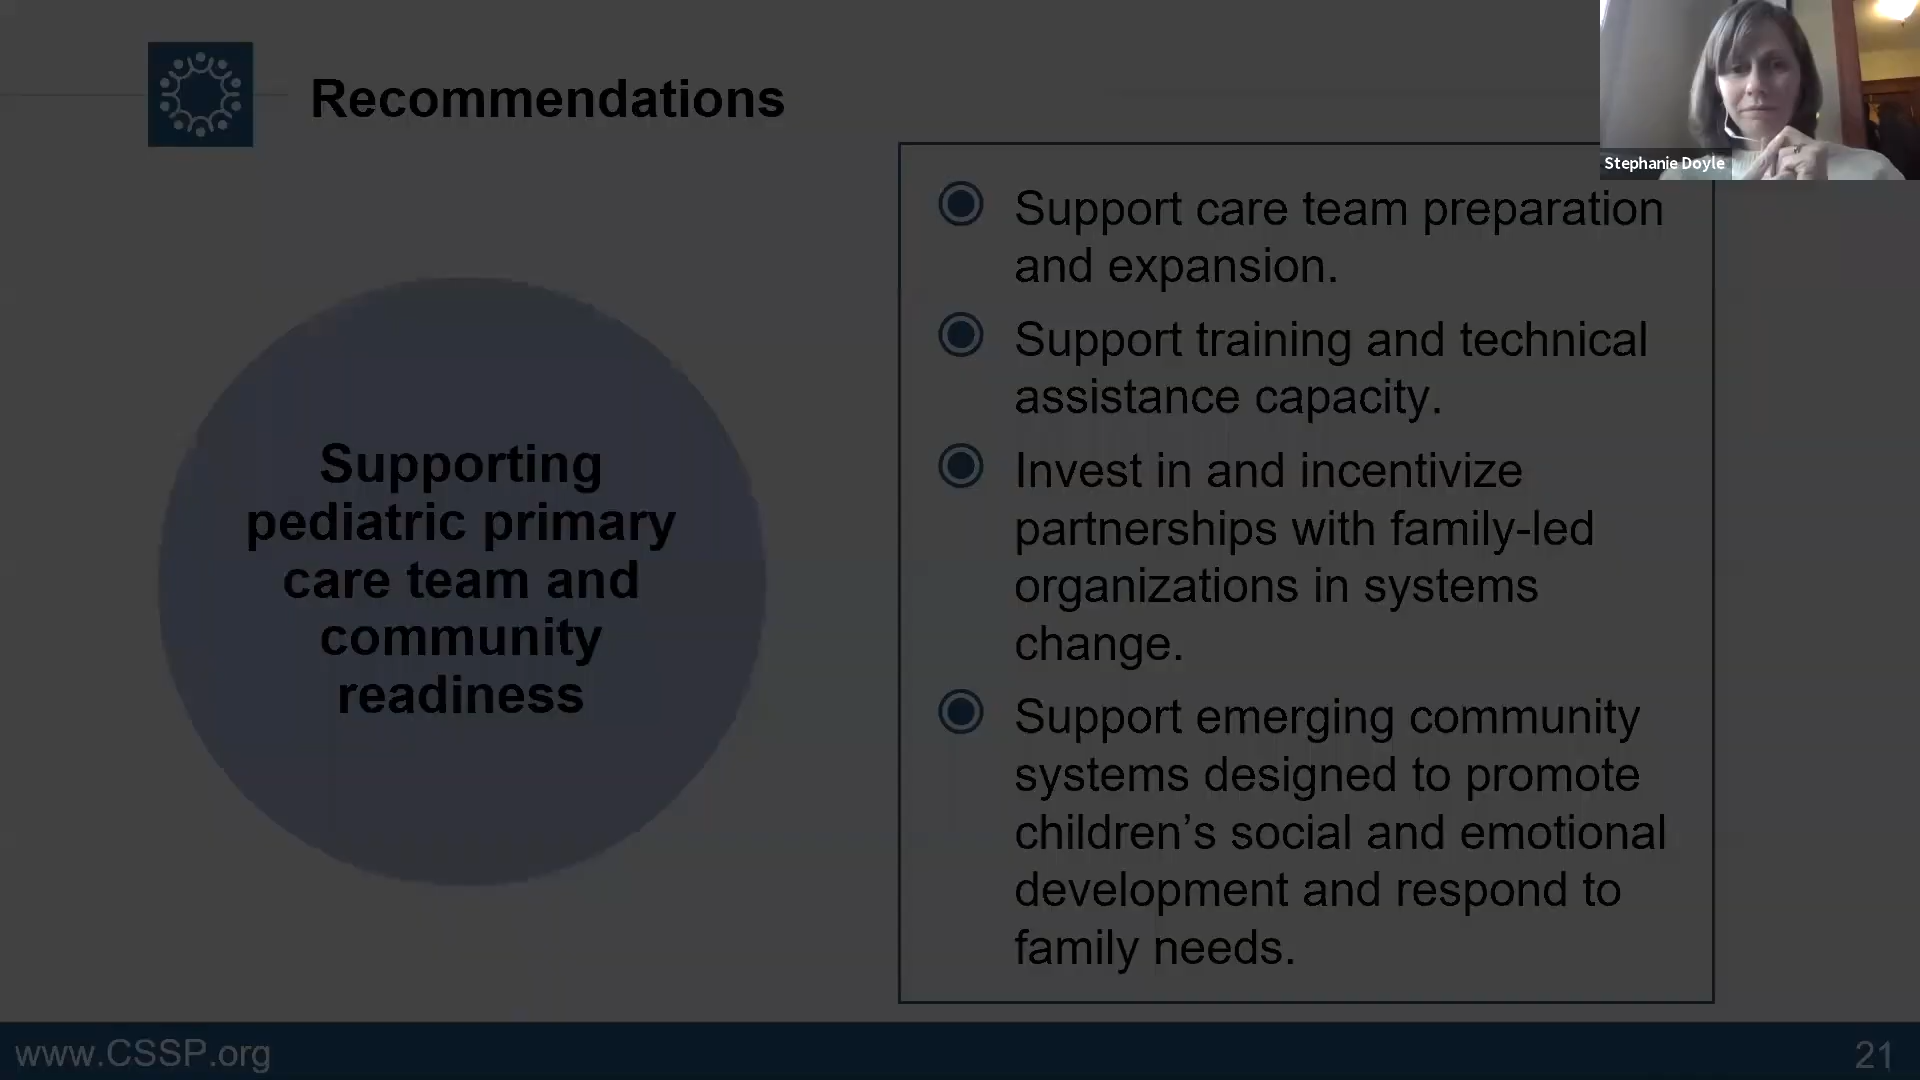 Recommendations
Stephanie Doyle
Supporting
pediatric primary
care team and
community
readiness
Support care team preparation
and expansion.
Support training and technical
assistance capacity.
Invest in and incentivize
partnerships with family-led
organizations in systems
change.
Support emerging community
systems designed to promote
children’s social and emotional
development and respond to
family needs.
www.CSSP.org
21